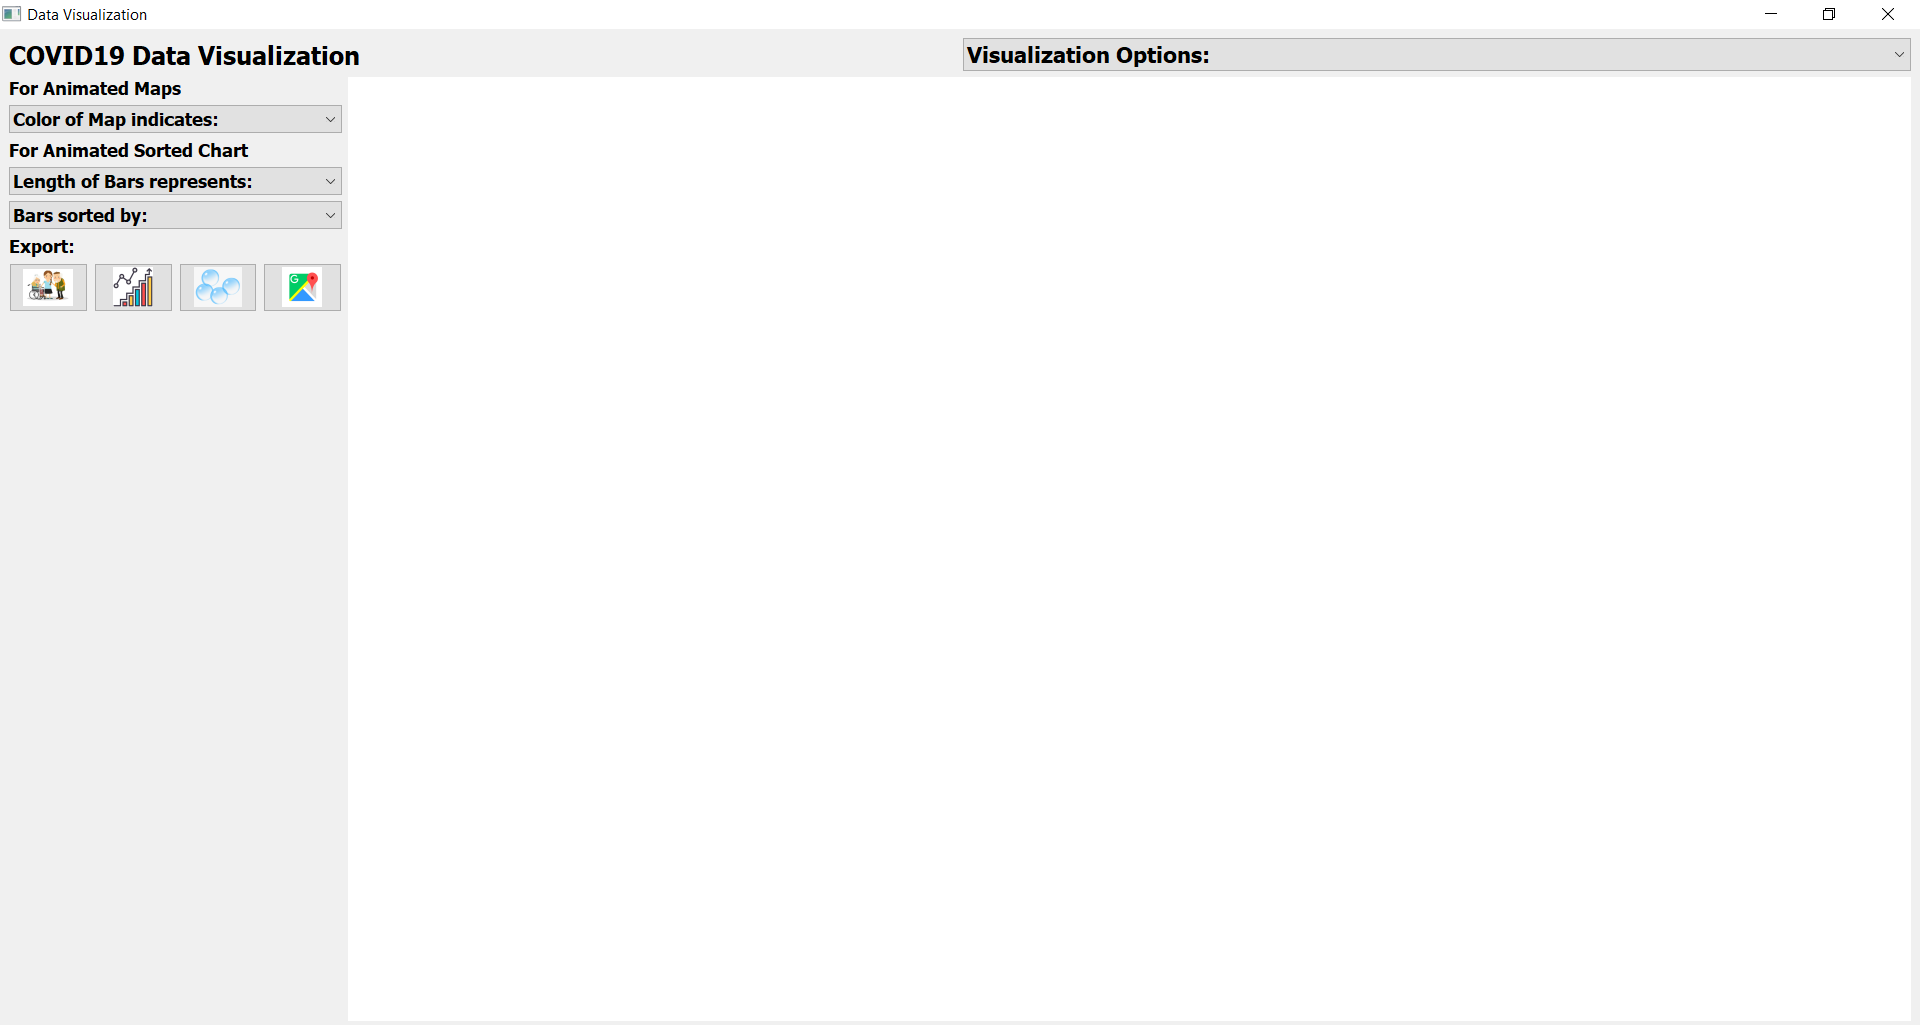 Data Visualization
COVID19 Data Visualization
Visualization Options:
For Animated Maps
Color of Map indicates:
For Animated Sorted Chart
Length of Bars represents:
Bars sorted by:
Export:
G